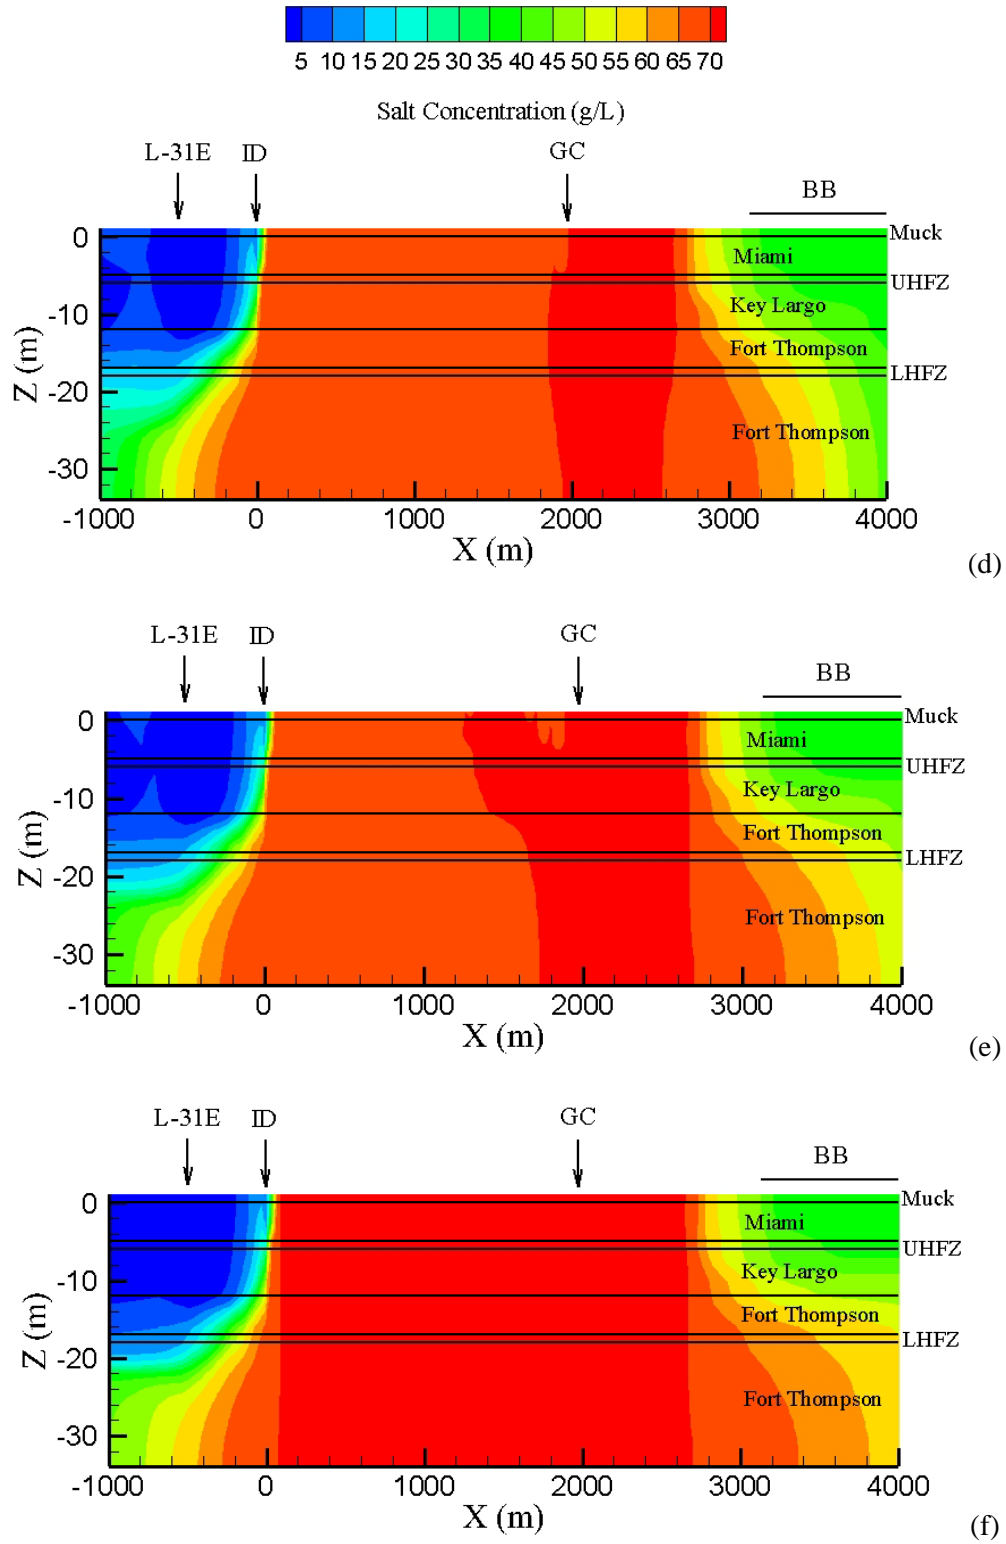 5 10 15 20 25 30 35 40 45 50 55 60 65 70
Salt Concentration (g/L)
L-31E ID GC BB
0 Muck
Miami
UHFZ
-10 Key Largo
Fort Thompson
LHFZ
-20
Fort Thompson
-30
Z (m)
-1000 0 1000 2000 3000 4000
X (m)
(d)
L-31E ID GC BB
0 Muck
Miami
UHFZ
-10 Key Largo
Fort Thompson
LHFZ
-20
Fort Thompson
-30
Z (m)
-1000 0 1000 2000 3000 4000
X (m)
(e)
L-31E ID GC BB
0 Muck
Miami
UHFZ
-10 Key Largo
Fort Thompson
LHFZ
-20
Fort Thompson
-30
Z (m)
-1000 0 1000 2000 3000 4000
X (m)
(f)